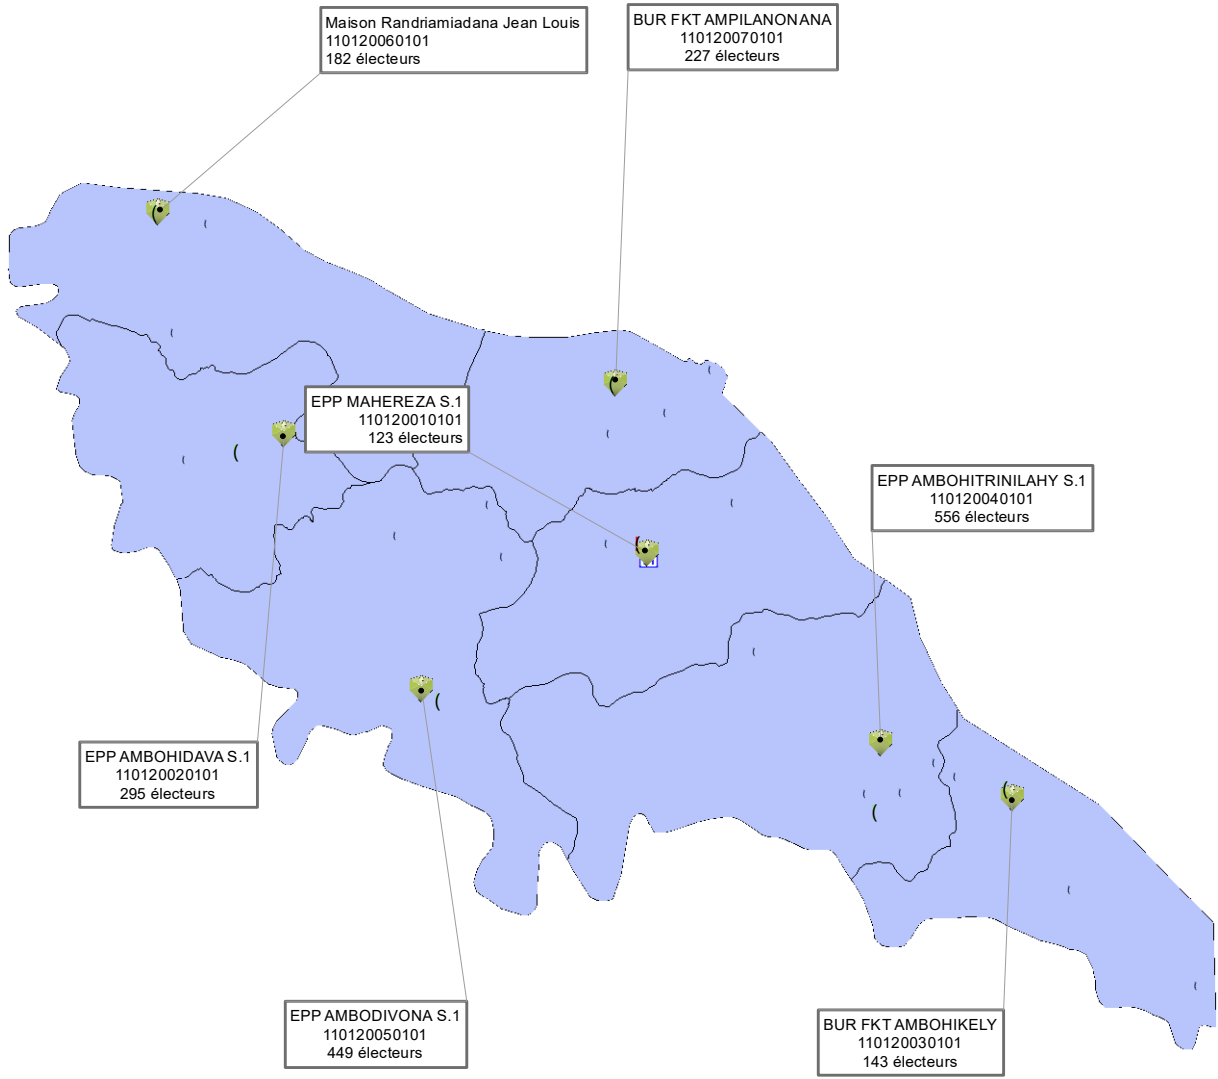 Maison Randriamiadana Jean Louis
110120060101
182 électeurs
BUR FKT AMPILANONANA
110120070101
227 électeurs
EPP MAHEREZA S.1
110120010101
123 électeurs
EPP AMBOHITRINILAHY S.1
110120040101
556 électeurs
EPP AMBOHIDAVA S.1
110120020101
295 électeurs
EPP AMBODIVONA S.1
110120050101
449 électeurs
BUR FKT AMBOHIKELY
110120030101
143 électeurs